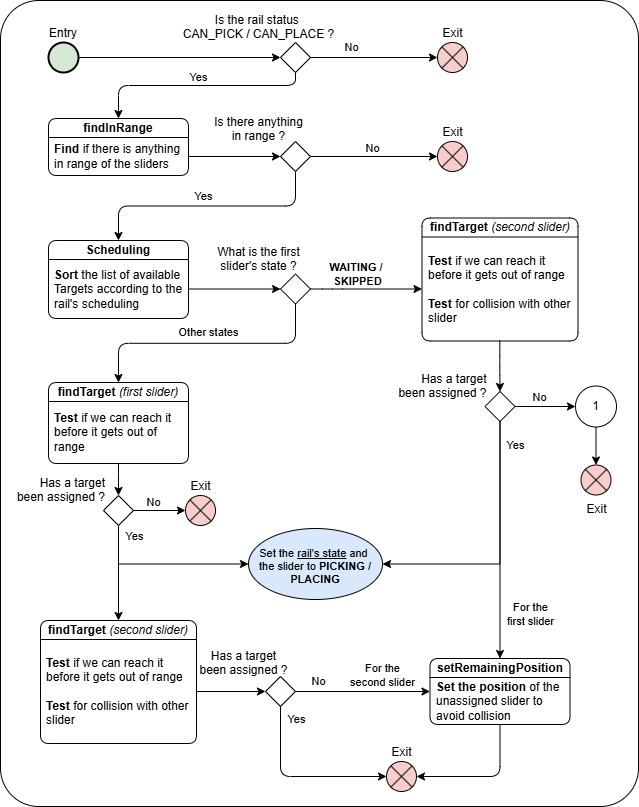 Is the rail status
CAN_PICK / CAN_PLACE ?
Entry
No
Exit
Yes
findInRange
Find if there is anything
in range of the sliders
Is there anything
in range ?
No
Exit
Yes
Scheduling
Sort the list of available
Targets according to the
rail's scheduling
What is the first
slider's state ?
WAITING /
SKIPPED
findTarget (second slider)
Test if we can reach it
before it gets out of range
Test for collision with other
slider
Other states
Has a target
been assigned ?
No
1
Yes
Exit
findTarget (first slider)
Test if we can reach it
before it gets out of
range
Has a target
been assigned ?
No
Exit
Yes
Set the rail's state and
the slider to PICKING /
PLACING
For the
first slider
findTarget (second slider)
Test if we can reach it
before it gets out of range
Test for collision with other
slider
Has a target
been assigned ?
No
For the
second slider
Yes
setRemainingPosition
Set the position of the
unassigned slider to
avoid collision
Exit